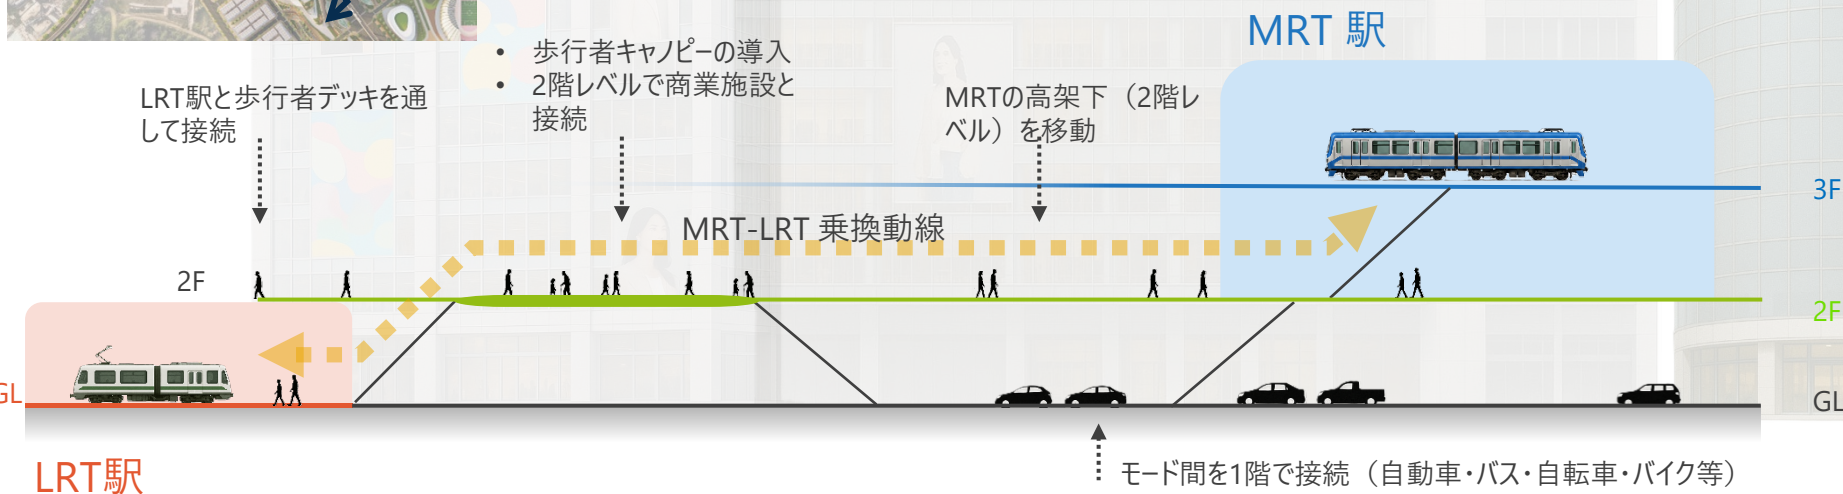 MRT 駅
• 歩行者キャノピーの導入
• 2階レベルで商業施設と
接続
LRT駅と歩行者デッキを通
して接続
MRTの高架下（2階レ
ベル）を移動
3F
MRT-LRT 乗換動線
2F
2F
GL
GL
LRT駅
モード間を1階で接続（自動車・バス・自転車・バイク等）